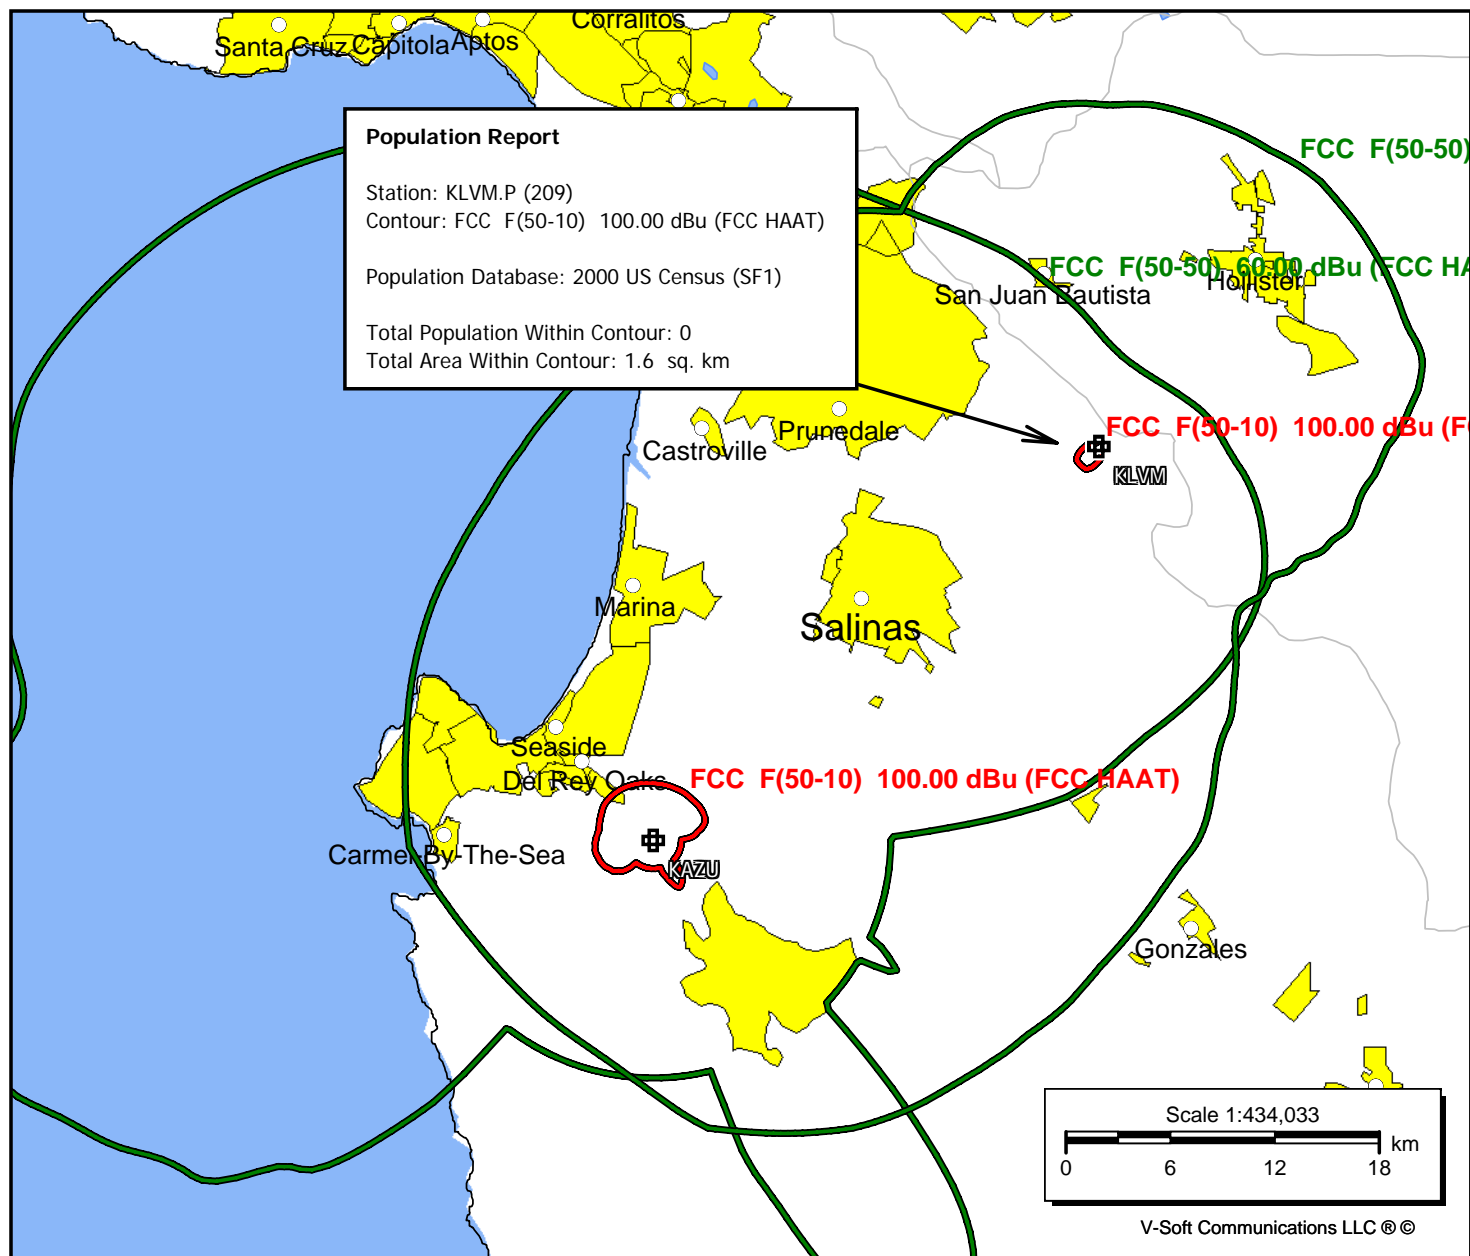 Corralitos
Santa Cruz
Capitola
Aptos
Population Report
Station: KLVM.P (209)
Contour: FCC F(50-10) 100.00 dBu (FCC HAAT)
Population Database: 2000 US Census (SF1)
Total Population Within Contour: 0
Total Area Within Contour: 1.6 sq. km
FCC F(50-50)
FCC F(50-50) 60.00 dBu (FCC HA
San Juan Bautista
Hollister
Prunedale
Castroville
FCC F(50-10) 100.00 dBu (F
KLVM
Marina
Salinas
Seaside
Del Rey Oaks
FCC F(50-10) 100.00 dBu (FCC HAAT)
Carmel-By-The-Sea
KAZU
Gonzales
Scale 1:434,033
km
0 6 12 18
V-Soft Communications LLC ® ©